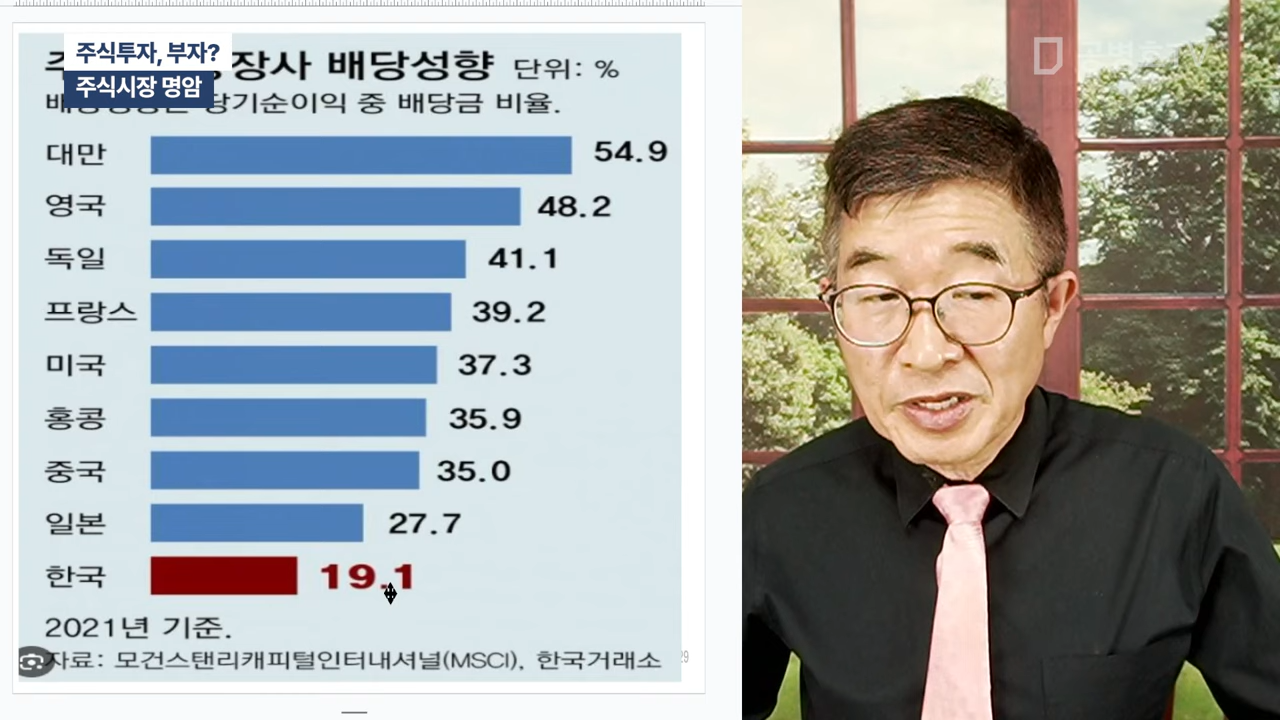 주식투자, 부자?
주식시장 명암
장사 배당성향 단위: %
당기순이익 중 배당금 비율.
대만 54.9
영국 48.2
독일 41.1
프랑스 39.2
미국 37.3
홍콩 35.9
중국 35.0
일본 27.7
한국 19.1
2021년 기준.
자료: 모건스탠리캐피털인터내셔널(MSCI), 한국거래소
29